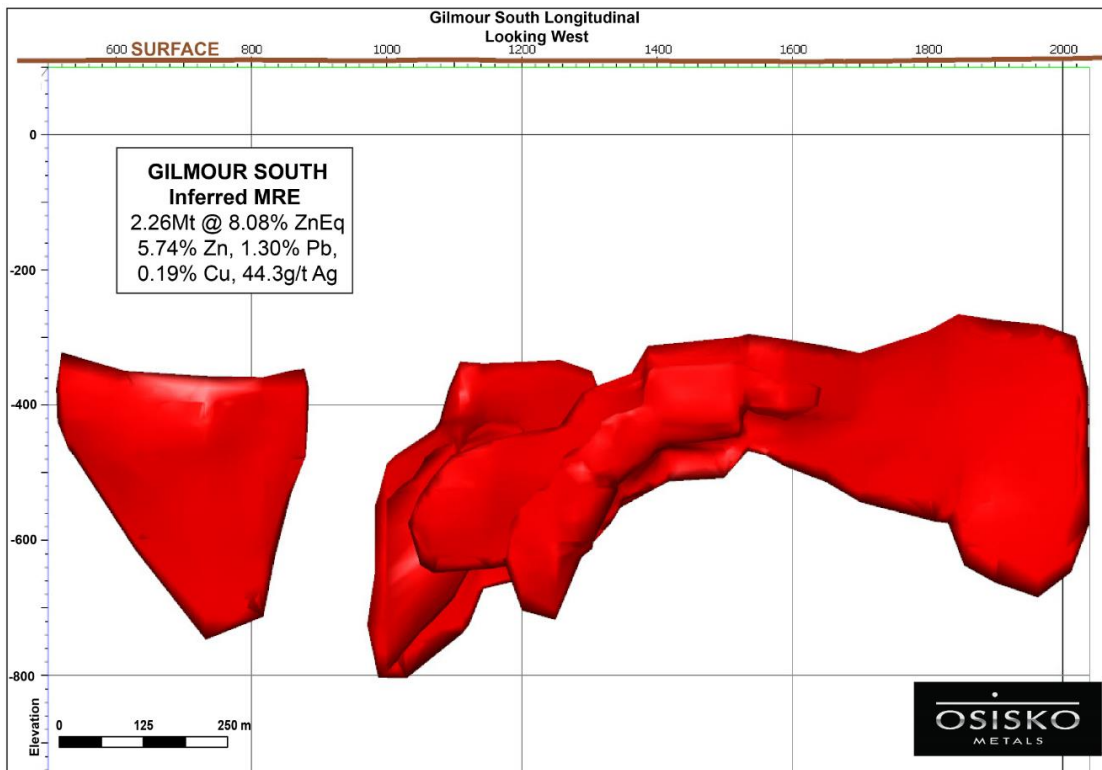 Gilmour South Longitudinal
Looking West
600 SURFACE 800 1000 1200 1400 1600 1800 2000
0
GILMOUR SOUTH
Inferred MRE
2.26Mt @ 8.08% ZnEq
5.74% Zn, 1.30% Pb,
0.19% Cu, 44.3g/t Ag
-200
-400
-600
-800
Elevation
0 125 250 m
OSISKO
METALS